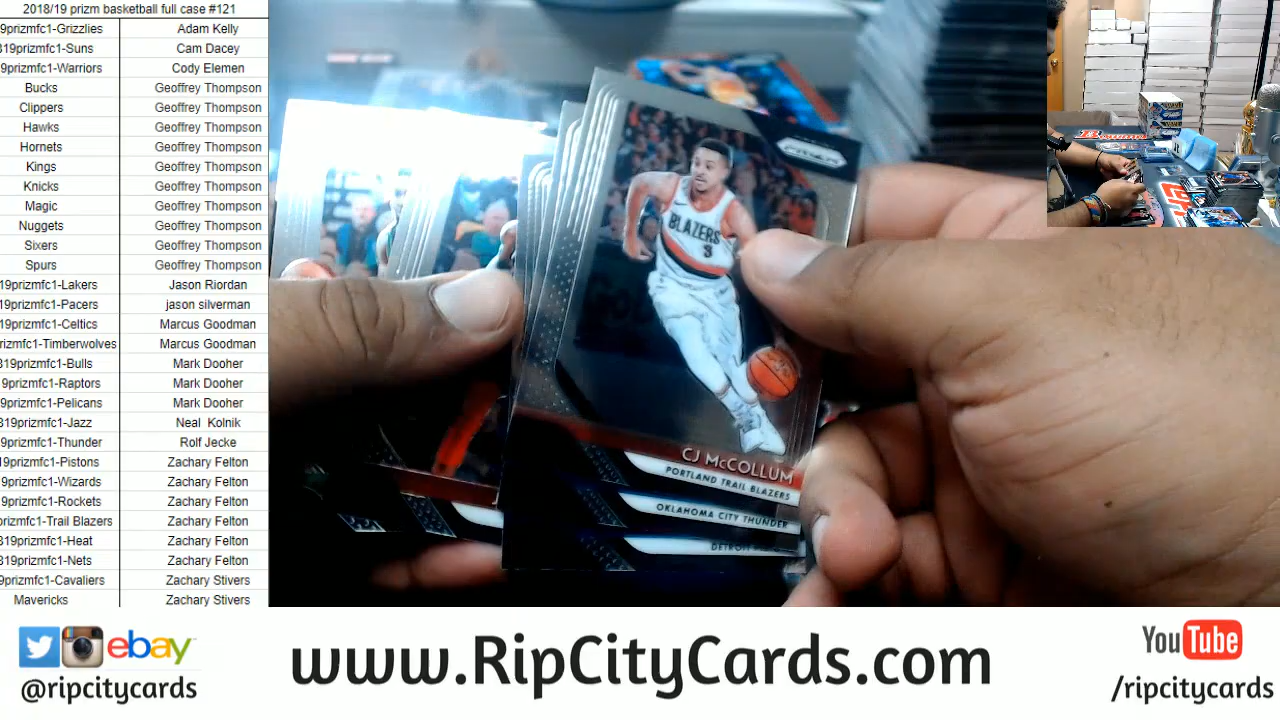 2018/19 prizm basketball full case #121
9prizmfc1-Grizzlies Adam Kelly
319prizmfc1-Suns Cam Dacey
9prizmfc1-Warriors Cody Elemen
Bucks Geoffrey Thompson
Clippers Geoffrey Thompson
Hawks Geoffrey Thompson
Hornets Geoffrey Thompson
Kings Geoffrey Thompson
Knicks Geoffrey Thompson
Magic Geoffrey Thompson
Nuggets Geoffrey Thompson
Sixers Geoffrey Thompson
Spurs Geoffrey Thompson
19prizmfc1-Lakers Jason Riordan
19prizmfc1-Pacers jason silverman
19prizmfc1-Celtics Marcus Goodman
rizmfc1-Timberwolves Marcus Goodman
319prizmfc1-Bulls Mark Dooher
9prizmfc1-Raptors Mark Dooher
9prizmfc1-Pelicans Mark Dooher
319prizmfc1-Jazz Neal Kolnik
9prizmfc1-Thunder Rolf Jecke
19prizmfc1-Pistons Zachary Felton
9prizmfc1-Wizards Zachary Felton
9prizmfc1-Rockets Zachary Felton
rizmfc1-Trail Blazers Zachary Felton
319prizmfc1-Heat Zachary Felton
319prizmfc1-Nets Zachary Felton
9prizmfc1-Cavaliers Zachary Stivers
Mavericks Zachary Stivers
PRIZM
BLAZERS
3
CJ McCOLLUM
PORTLAND TRAIL BLAZERS
OKLAHOMA CITY THUNDER
DETROIT
ebay
@ripcitycards
www.RipCityCards.com
YouTube
/ripcitycards